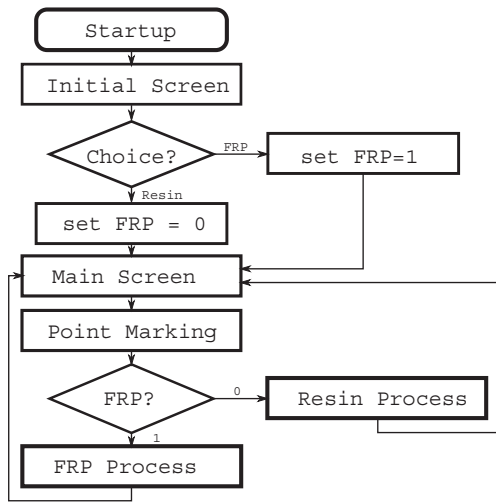 Startup
Initial Screen
Choice?
FRP
set FRP=1
Resin
set FRP = 0
Main Screen
Point Marking
FRP?
0
Resin Process
1
FRP Process